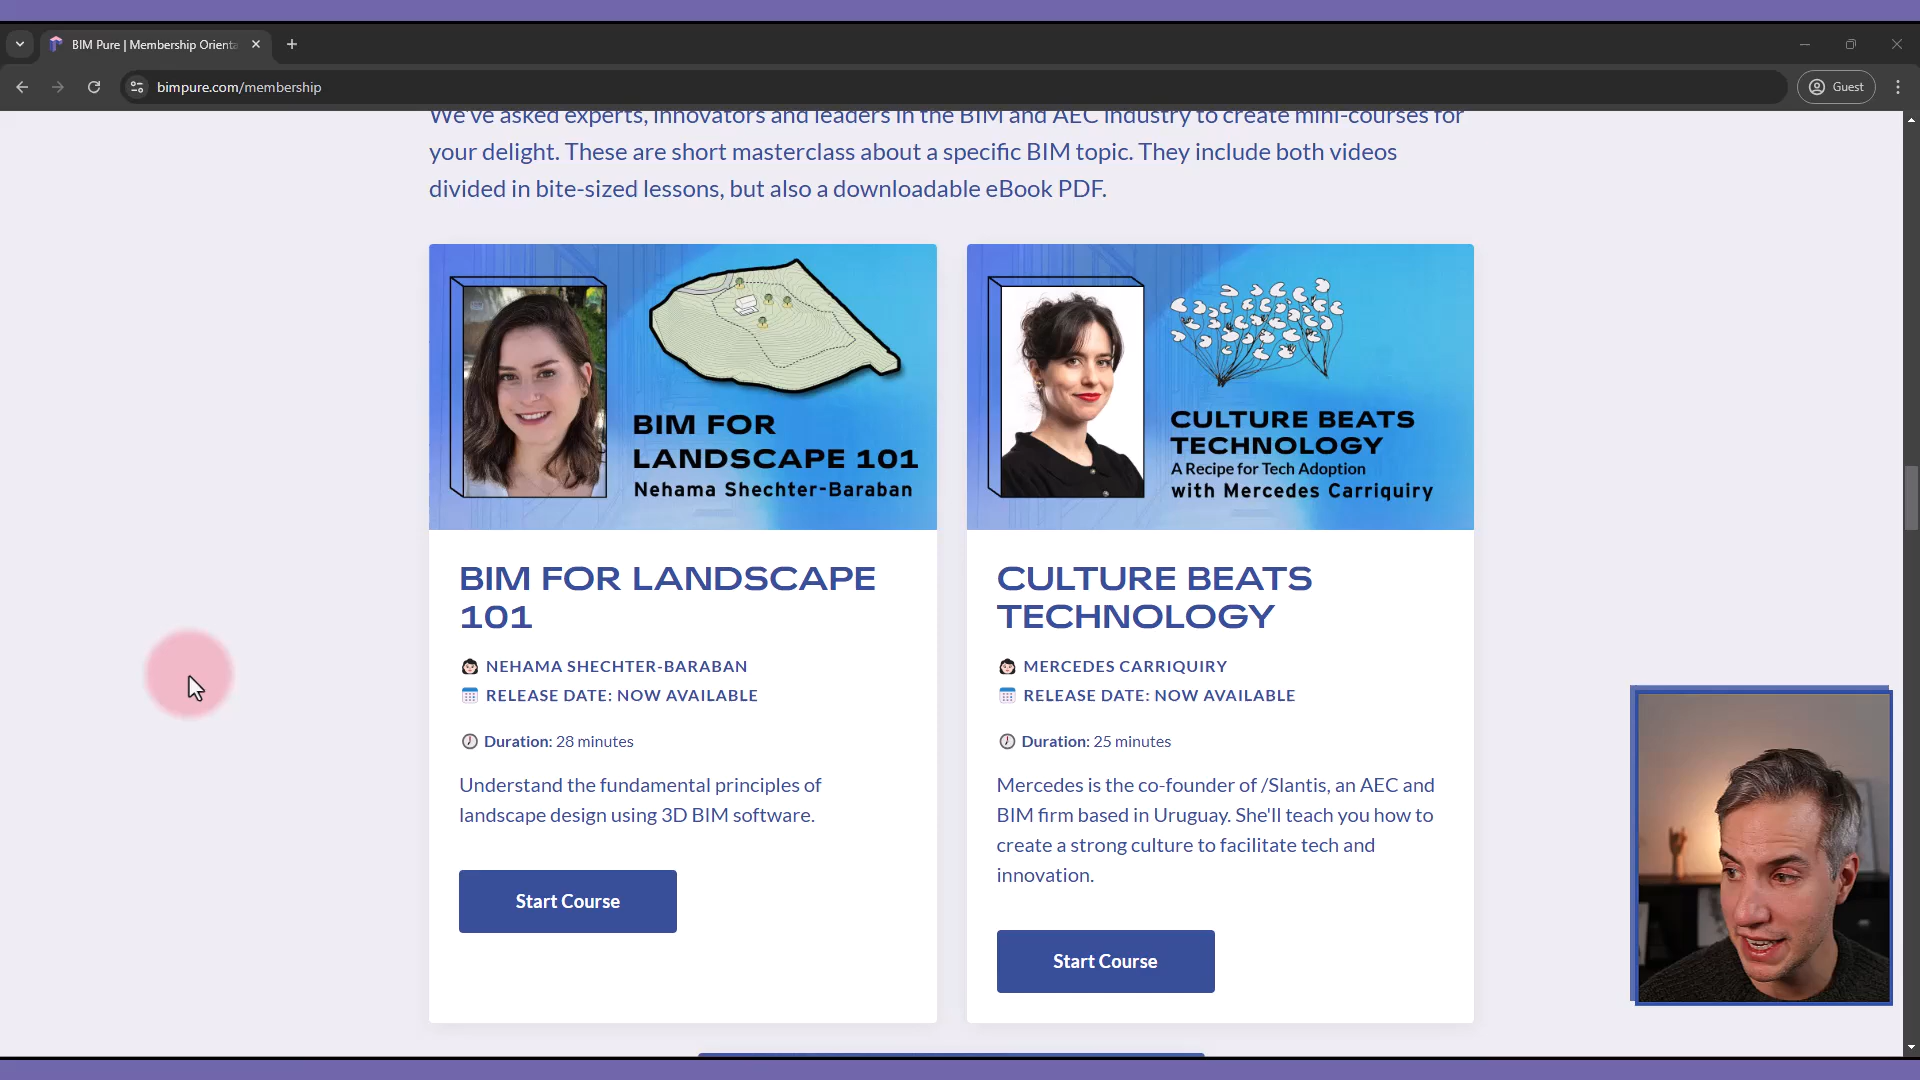 BIM Pure | Membership Orienta
bimpure.com/membership
Guest
We've asked experts, innovators and leaders in the BIM and AEC industry to create mini-courses for
your delight. These are short masterclass about a specific BIM topic. They include both videos
divided in bite-sized lessons, but also a downloadable eBook PDF.
BIM FOR
LANDSCAPE 101
Nehama Shechter-Baraban
CULTURE BEATS
TECHNOLOGY
A Recipe for Tech Adoption
with Mercedes Carriquiry
BIM FOR LANDSCAPE
101
NEHAMA SHECHTER-BARABAN
RELEASE DATE: NOW AVAILABLE
Duration: 28 minutes
Understand the fundamental principles of
landscape design using 3D BIM software.
Start Course
CULTURE BEATS
TECHNOLOGY
MERCEDES CARRIQUIRY
RELEASE DATE: NOW AVAILABLE
Duration: 25 minutes
Mercedes is the co-founder of /Slantis, an AEC and
BIM firm based in Uruguay. She'll teach you how to
create a strong culture to facilitate tech and
innovation.
Start Course